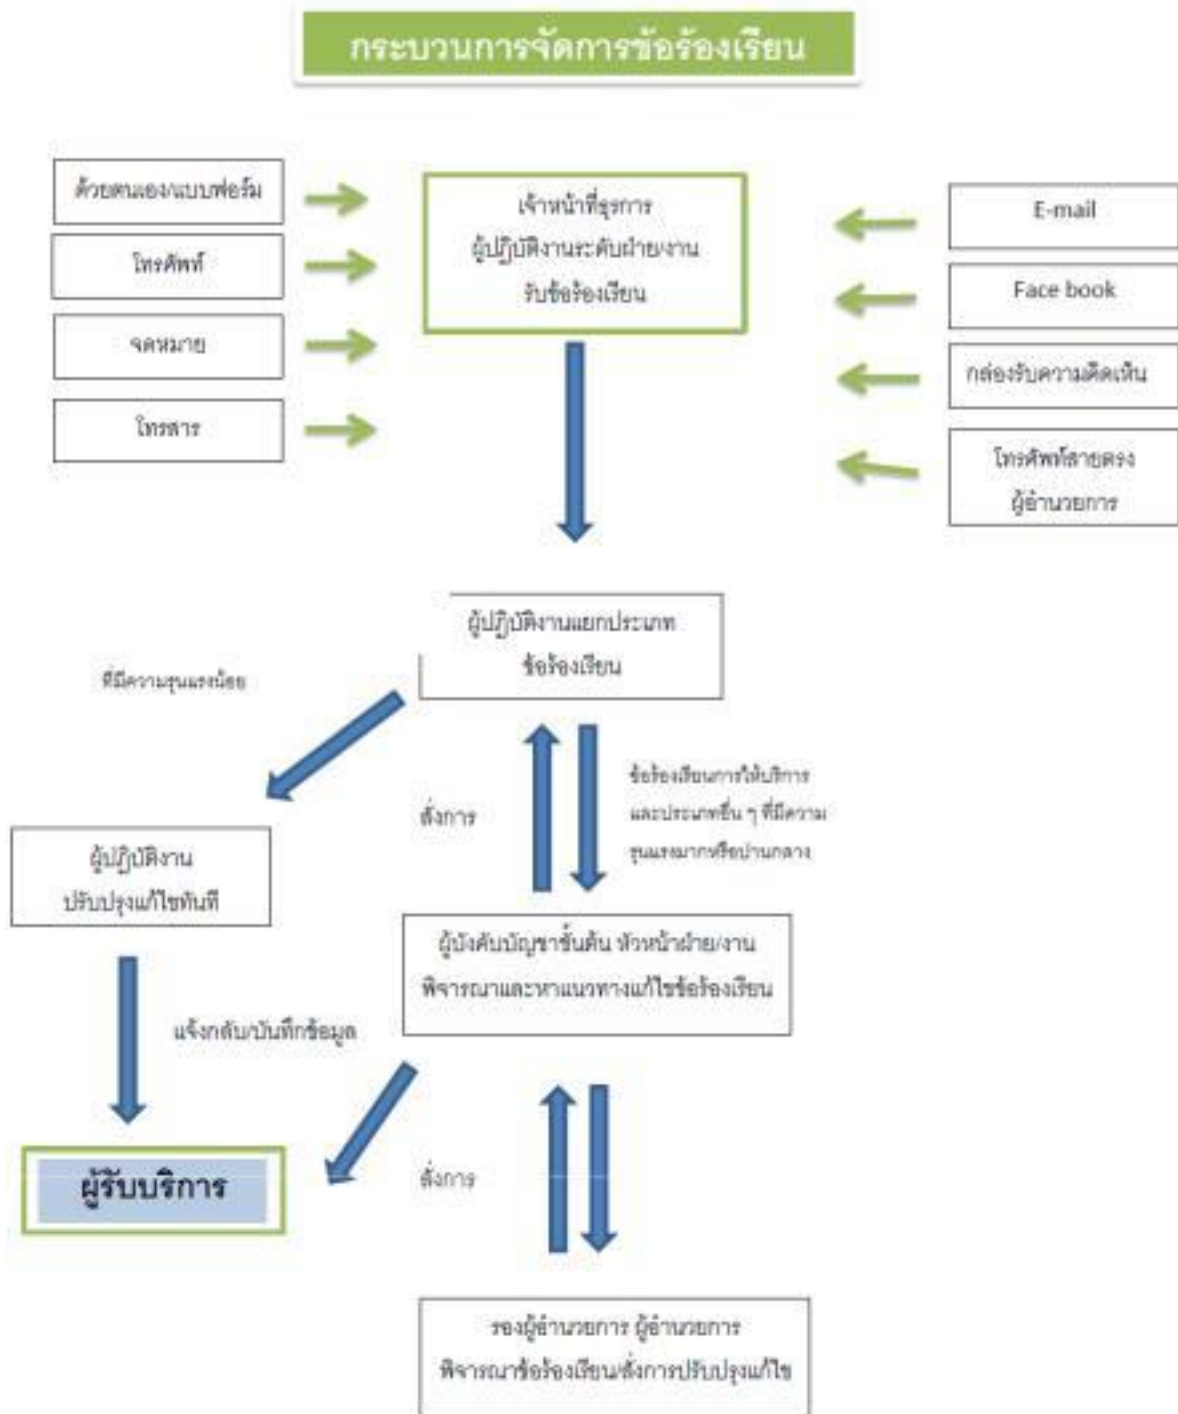 กระบวนการจัดการข้อร้องเรียน
ด้วยตนเอง/แบบฟอร์ม
โทรศัพท์
จดหมาย
โทรสาร
เจ้าหน้าที่ธุรการ
ผู้ปฏิบัติงานระดับฝ่าย/งาน
รับข้อร้องเรียน
E-mail
Face book
กล่องรับความคิดเห็น
โทรศัพท์สายตรง
ผู้อำนวยการ
ผู้ปฏิบัติงานแยกประเภท
ข้อร้องเรียน
ที่มีความรุนแรงน้อย
สั่งการ
ข้อร้องเรียนการให้บริการ
และประเภทอื่น ๆ ที่มีความ
รุนแรงมากหรือปานกลาง
ผู้ปฏิบัติงาน
ปรับปรุงแก้ไขทันที
ผู้บังคับบัญชาชั้นต้น หัวหน้าฝ่าย/งาน
พิจารณาและหาแนวทางแก้ไขข้อร้องเรียน
แจ้งกลับ/บันทึกข้อมูล
ผู้รับบริการ
สั่งการ
รองผู้อำนวยการ ผู้อำนวยการ
พิจารณาข้อร้องเรียน/สั่งการปรับปรุงแก้ไข